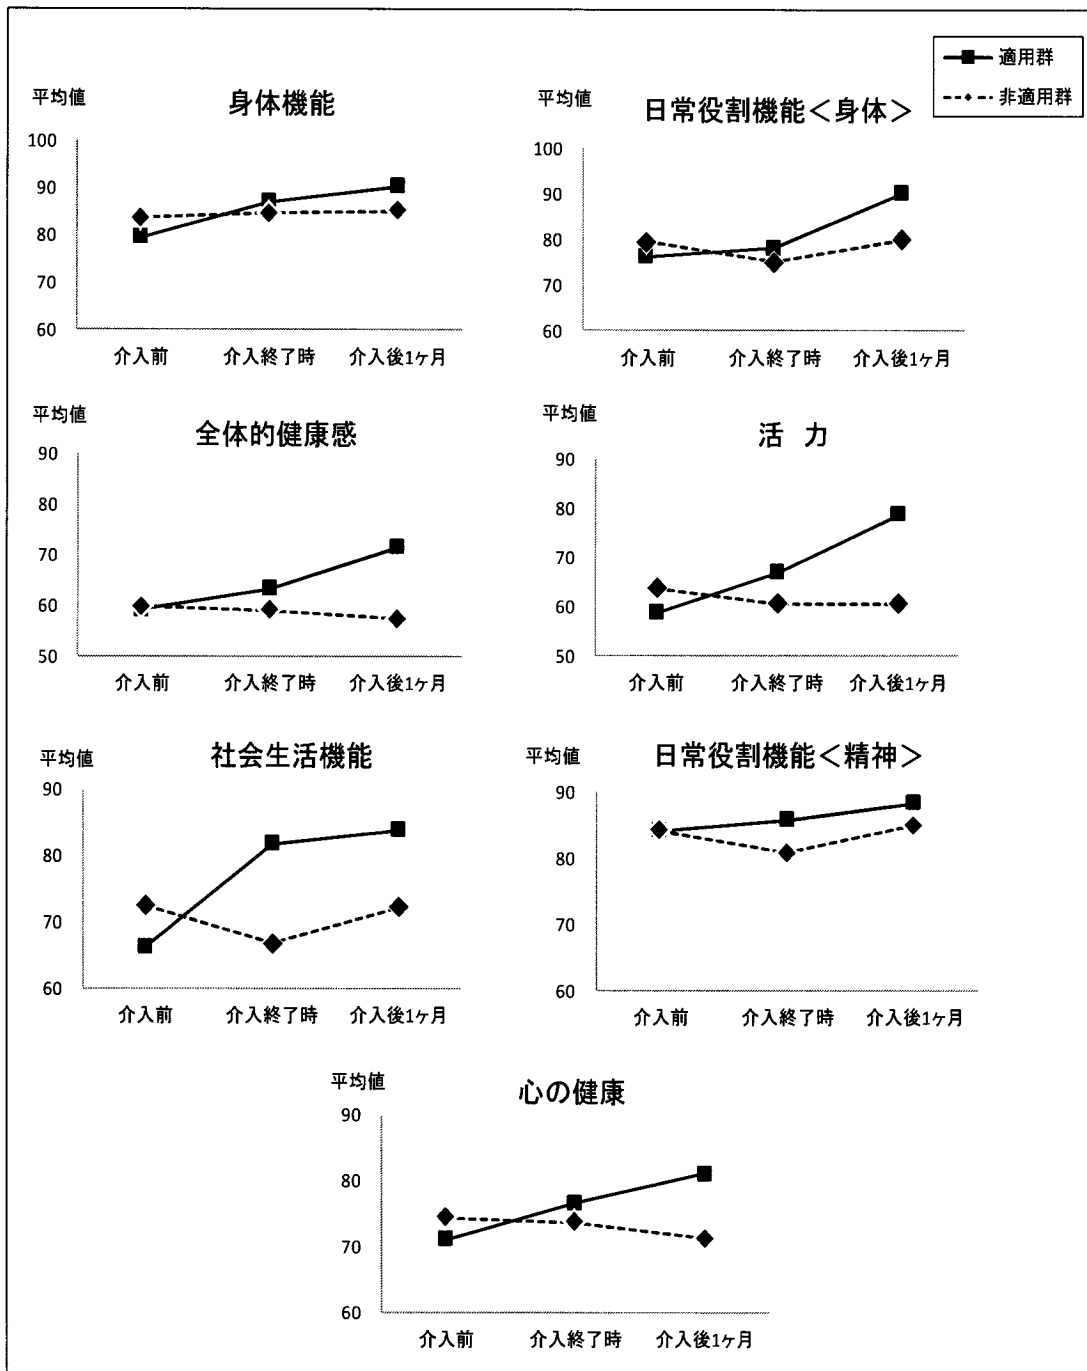 適用群
非適用群
平均値
身体機能
100
90
80
70
60
介入前 介入終了時 介入後1ヶ月
平均値
日常役割機能＜身体＞
100
90
80
70
60
介入前 介入終了時 介入後1ヶ月
平均値
全体的健康感
90
80
70
60
50
介入前 介入終了時 介入後1ヶ月
平均値
活 力
90
80
70
60
50
介入前 介入終了時 介入後1ヶ月
平均値
社会生活機能
90
80
70
60
介入前 介入終了時 介入後1ヶ月
平均値
日常役割機能＜精神＞
90
80
70
60
介入前 介入終了時 介入後1ヶ月
平均値
心の健康
90
80
70
60
介入前 介入終了時 介入後1ヶ月